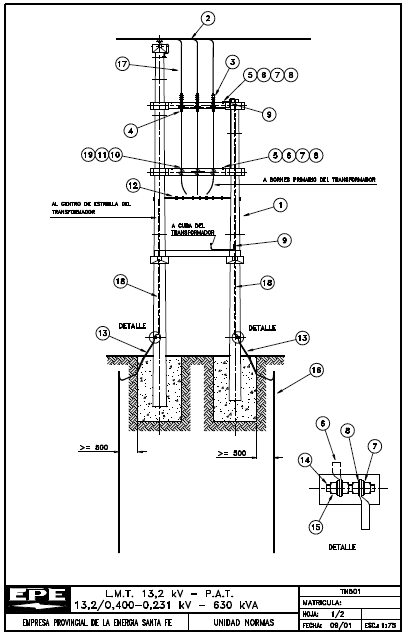 2
17
3
5 6 7 8
9
4
19 11 10
5 6 7 8
A BORNES PRIMARIO DEL TRANSFORMADOR
12
AL CENTRO DE ESTRELLA DEL
TRANSFORMADOR
1
A CUBA DEL
TRANSFORMADOR
9
18
18
DETALLE
DETALLE
13
13
16
>= 800
>= 500
6
8
7
14
15
DETALLE
EPE
L.M.T. 13,2 kV - P.A.T.
13,2/0,400-0,231 kV - 630 kVA
TN601
MATRICULA:
HOJA: 1/2
EMPRESA PROVINCIAL DE LA ENERGIA SANTA FE
UNIDAD NORMAS
FECHA: 09/01
ESC.: 1:75